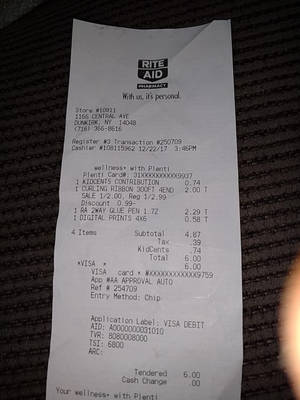 RITE
AID
PHARMACY
With us, it's personal.
Store #10811
1166 CENTRAL AVE
DUNKIRK, NY 14048
(716) 366-8616
Register #3 Transaction #250709
Cashier #108115962 12/22/17 3:46PM
wellness+ with Plenti
Plenti Card#: 31XXXXXXXXXX9937
1 KIDCENTS CONTRIBUTION 0.74
1 CURLING RIBBON 300FT 4END 2.00 T
SALE 1/2.00, Reg 1/2.99
Discount 0.99-
1 RA 2WAY GLUE PEN 1.7Z 2.29 T
1 DIGITAL PRINTS 4X6 0.58 T
4 Items Subtotal 4.87
Tax .39
KidCents .74
Total 6.00
*VISA * 6.00
VISA card * #XXXXXXXXXXXX9759
App #AA APPROVAL AUTO
Ref # 254709
Entry Method: Chip
Application Label: VISA DEBIT
AID: A0000000031010
TVR: 8080008000
TSI: 6800
ARC:
Tendered 6.00
Cash Change .00
Your wellness+ with Plenti